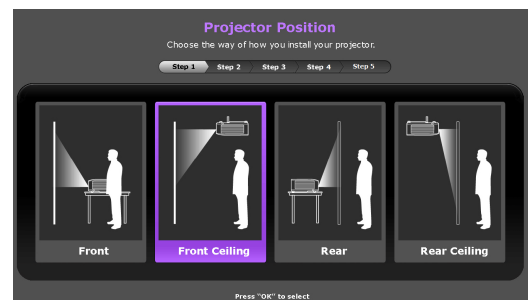 Projector Position
Choose the way of how you install your projector.
Step 1 Step 2 Step 3 Step 4 Step 5
Front Front Ceiling Rear Rear Ceiling
Press "OK" to select